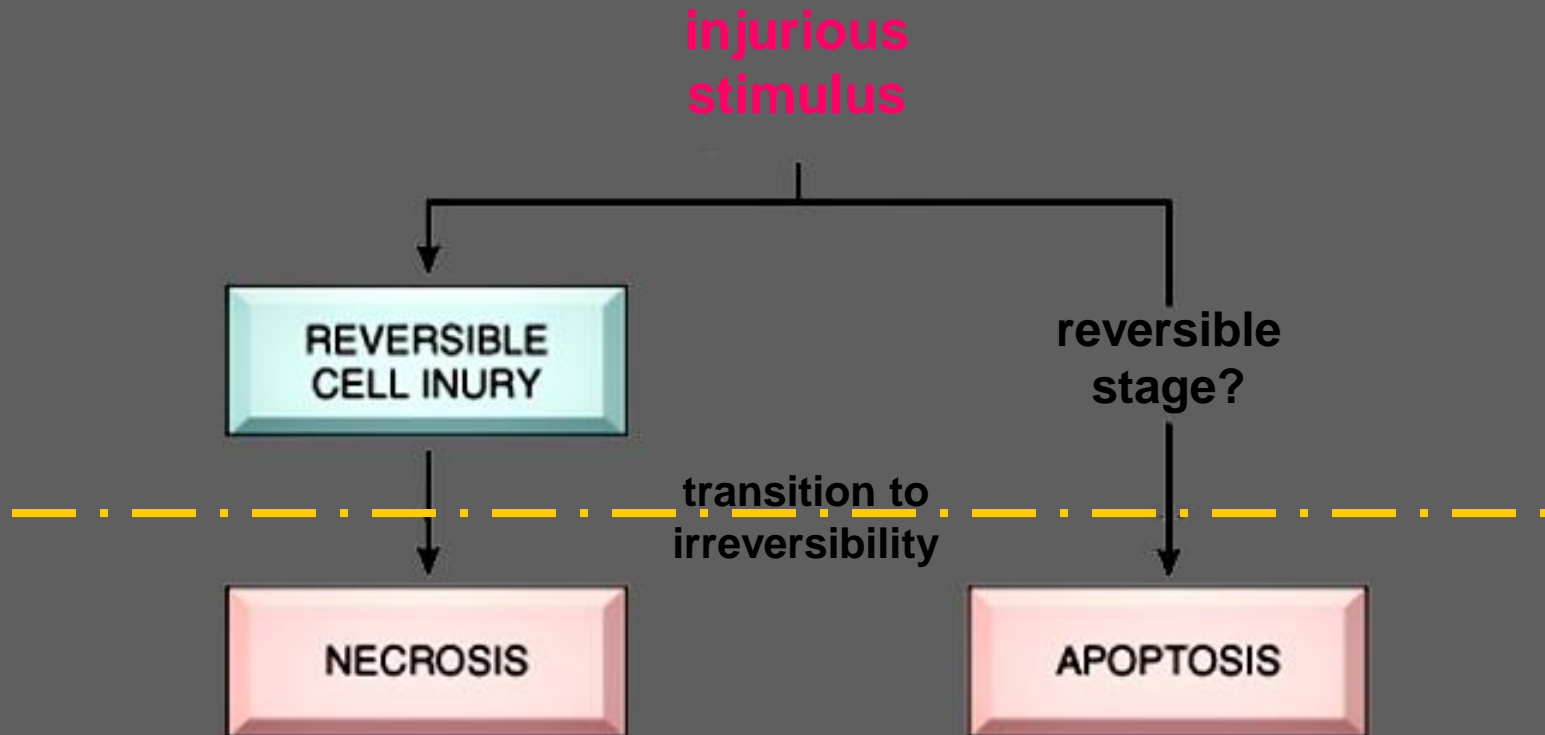 injurious
stimulus
REVERSIBLE
CELL INURY
reversible
stage?
transition to
irreversibility
NECROSIS
APOPTOSIS